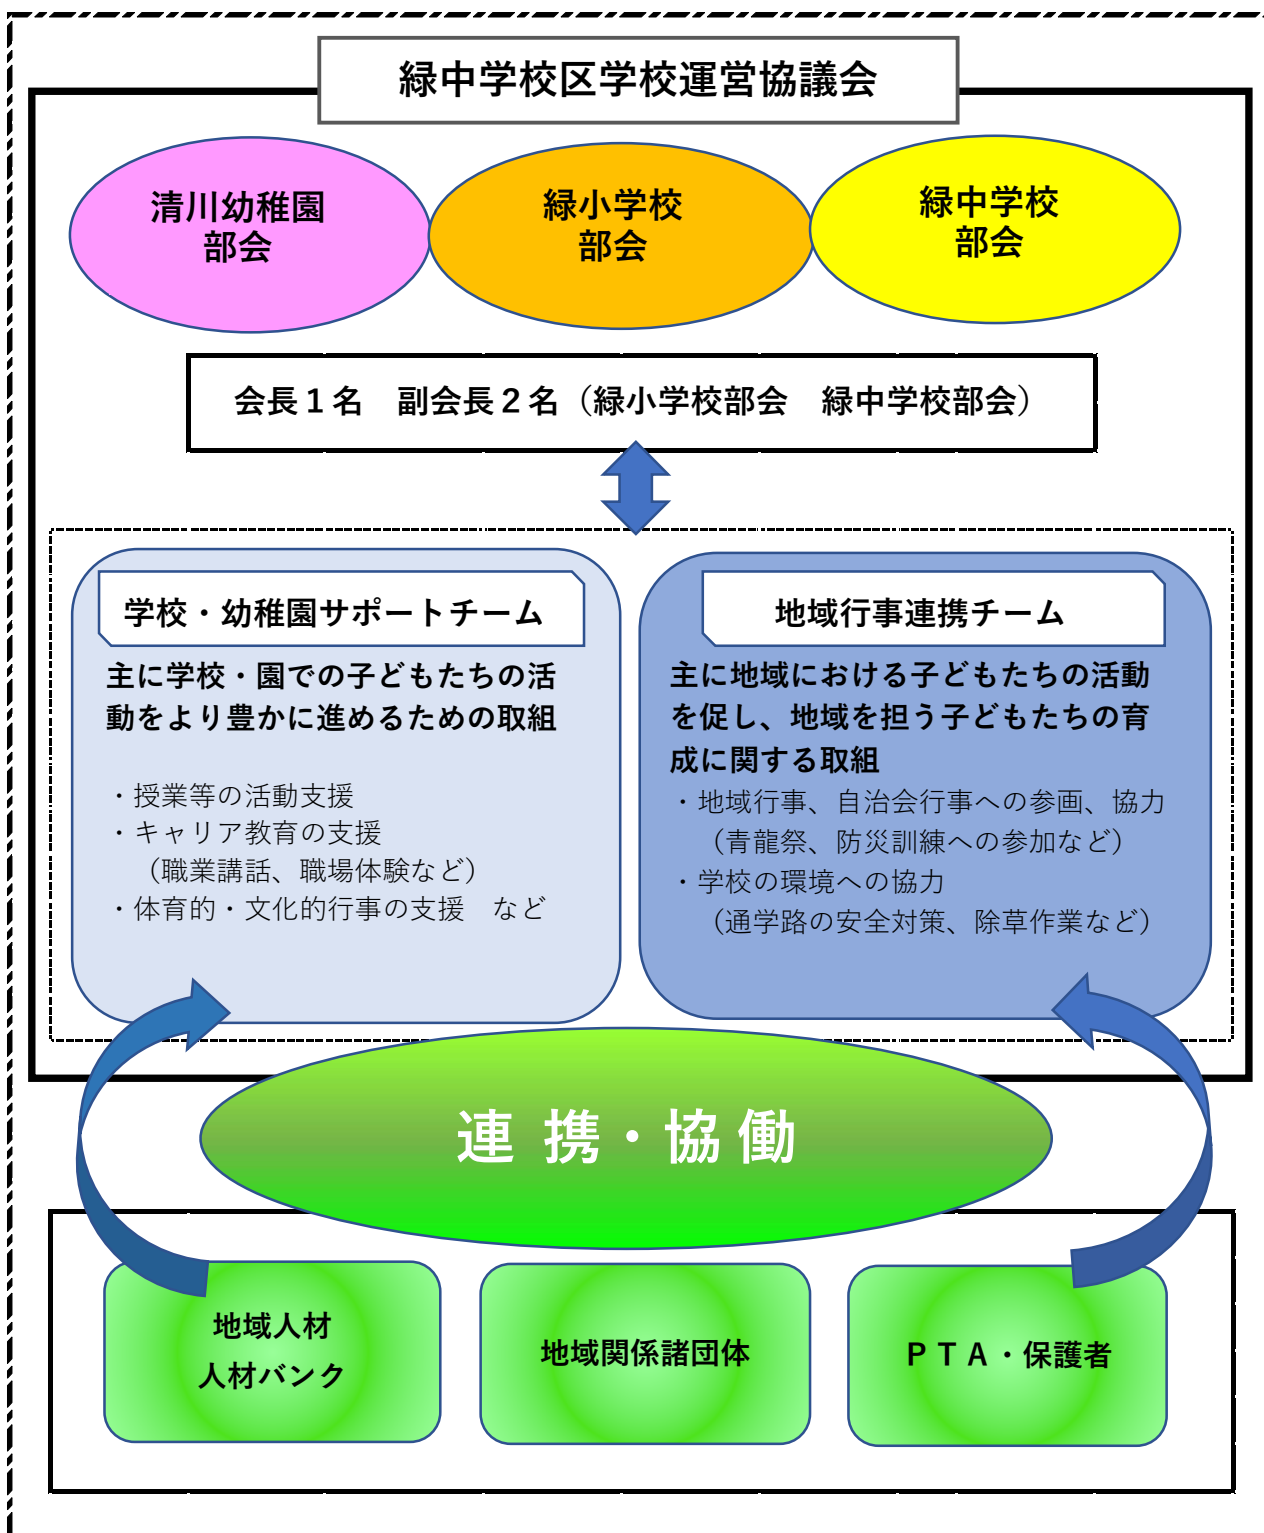 緑中学校区学校運営協議会
清川幼稚園
部会
緑小学校
部会
緑中学校
部会
会長１名　副会長２名（緑小学校部会　緑中学校部会）
学校・幼稚園サポートチーム
主に学校・園での子どもたちの活
動をより豊かに進めるための取組
・授業等の活動支援
・キャリア教育の支援
（職業講話、職場体験など）
・体育的・文化的行事の支援　など
地域行事連携チーム
主に地域における子どもたちの活動
を促し、地域を担う子どもたちの育
成に関する取組
・地域行事、自治会行事への参画、協力
（青龍祭、防災訓練への参加など）
・学校の環境への協力
（通学路の安全対策、除草作業など）
連 携・協 働
地域人材
人材バンク
地域関係諸団体
ＰＴＡ・保護者